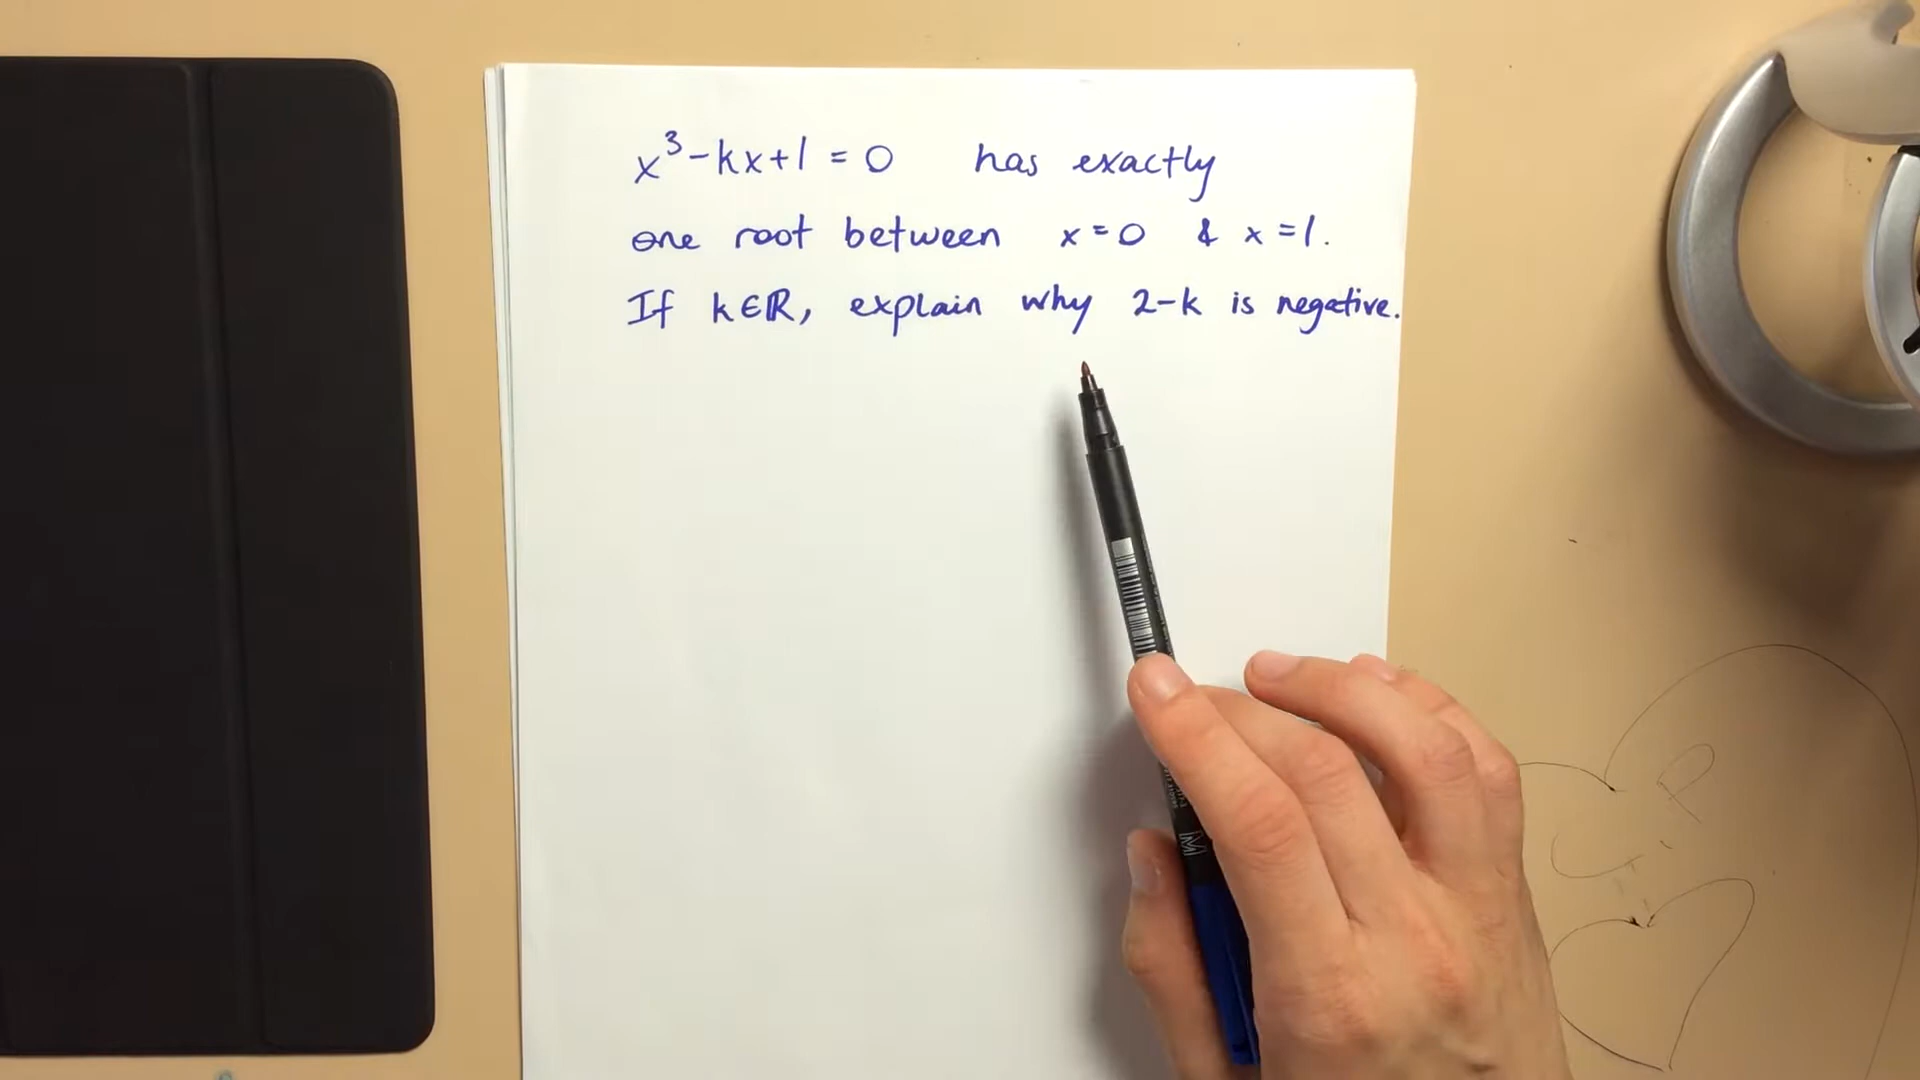 x³-kx+1 = 0 has exactly
one root between x=0 & x=1.
If k∈ℝ, explain why 2-k is negative.